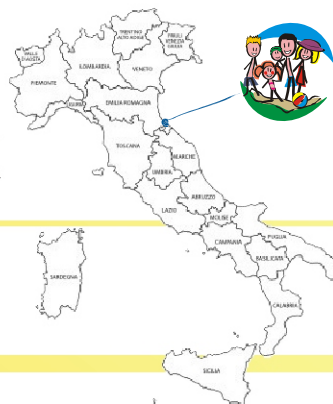 TRENTINO
ALTO ADIGE
FRIULI
VENEZIA
GIULIA
VALLE
D'AOSTA
LOMBARDIA
VENETO
PIEMONTE
EMILIA ROMAGNA
LIGURIA
TOSCANA
MARCHE
UMBRIA
ABRUZZO
LAZIO
MOLISE
CAMPANIA
PUGLIA
BASILICATA
SARDEGNA
CALABRIA
SICILIA